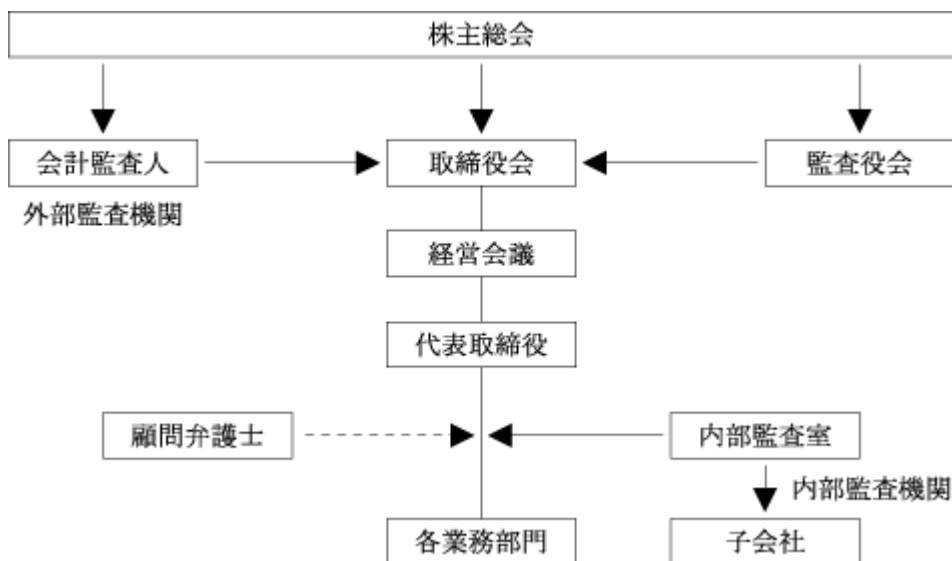 株主総会
会計監査人
取締役会
監査役会
外部監査機関
経営会議
代表取締役
顧問弁護士
内部監査室
内部監査機関
各業務部門
子会社